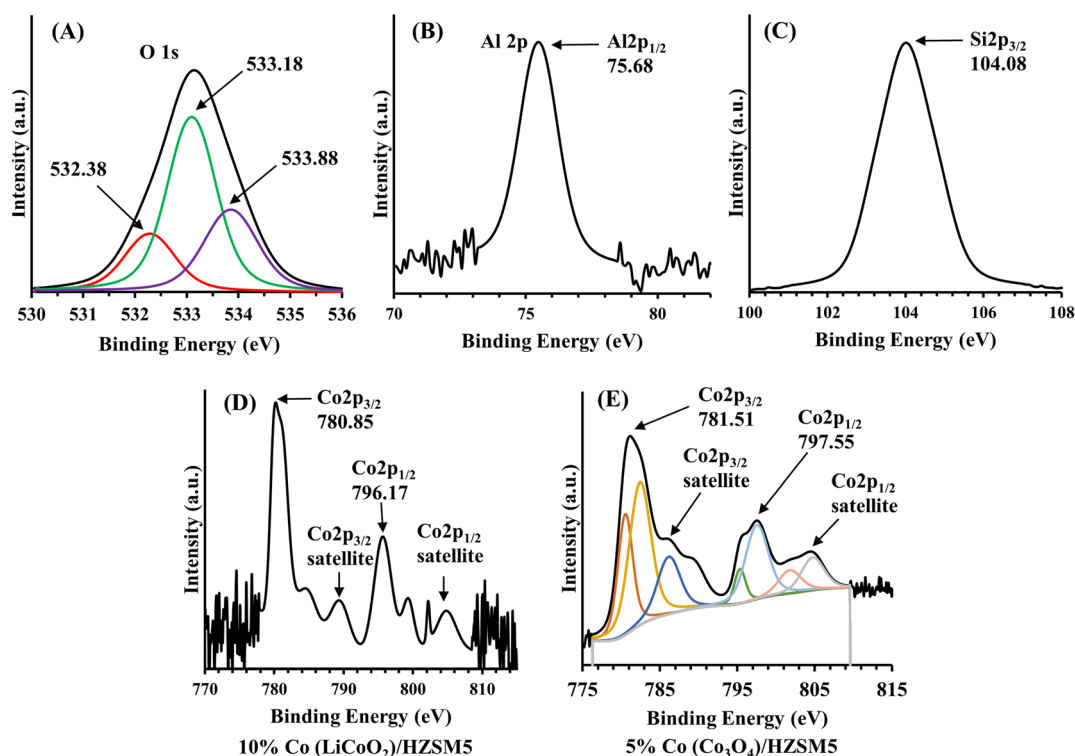 (A)
O 1s
533.18
532.38
533.88
Intensity (a.u.)
530 531 532 533 534 535 536
Binding Energy (eV)
(B)
Al 2p
Al2p1/2
75.68
Intensity (a.u.)
70 75 80
Binding Energy (eV)
(C)
Si2p3/2
104.08
Intensity (a.u.)
100 102 104 106 108
Binding Energy (eV)
(D)
Co2p3/2
780.85
Co2p1/2
796.17
Co2p3/2
satellite
Co2p1/2
satellite
Intensity (a.u.)
770 780 790 800 810
Binding Energy (eV)
10% Co (LiCoO2)/HZSM5
(E)
Co2p3/2
781.51
Co2p1/2
797.55
Co2p3/2
satellite
Co2p1/2
satellite
Intensity (a.u.)
775 785 795 805 815
Binding Energy (eV)
5% Co (Co3O4)/HZSM5